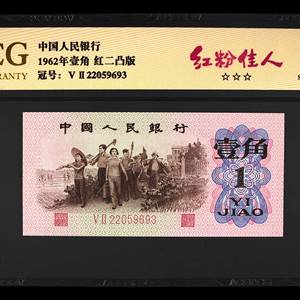 EG
RRANTY
中国人民银行
1962年壹角 红二凸版
冠号: V II 22059693
红粉佳人
☆☆☆
中國人民銀行
壹角
1
YI
JIAO
V II 22059693